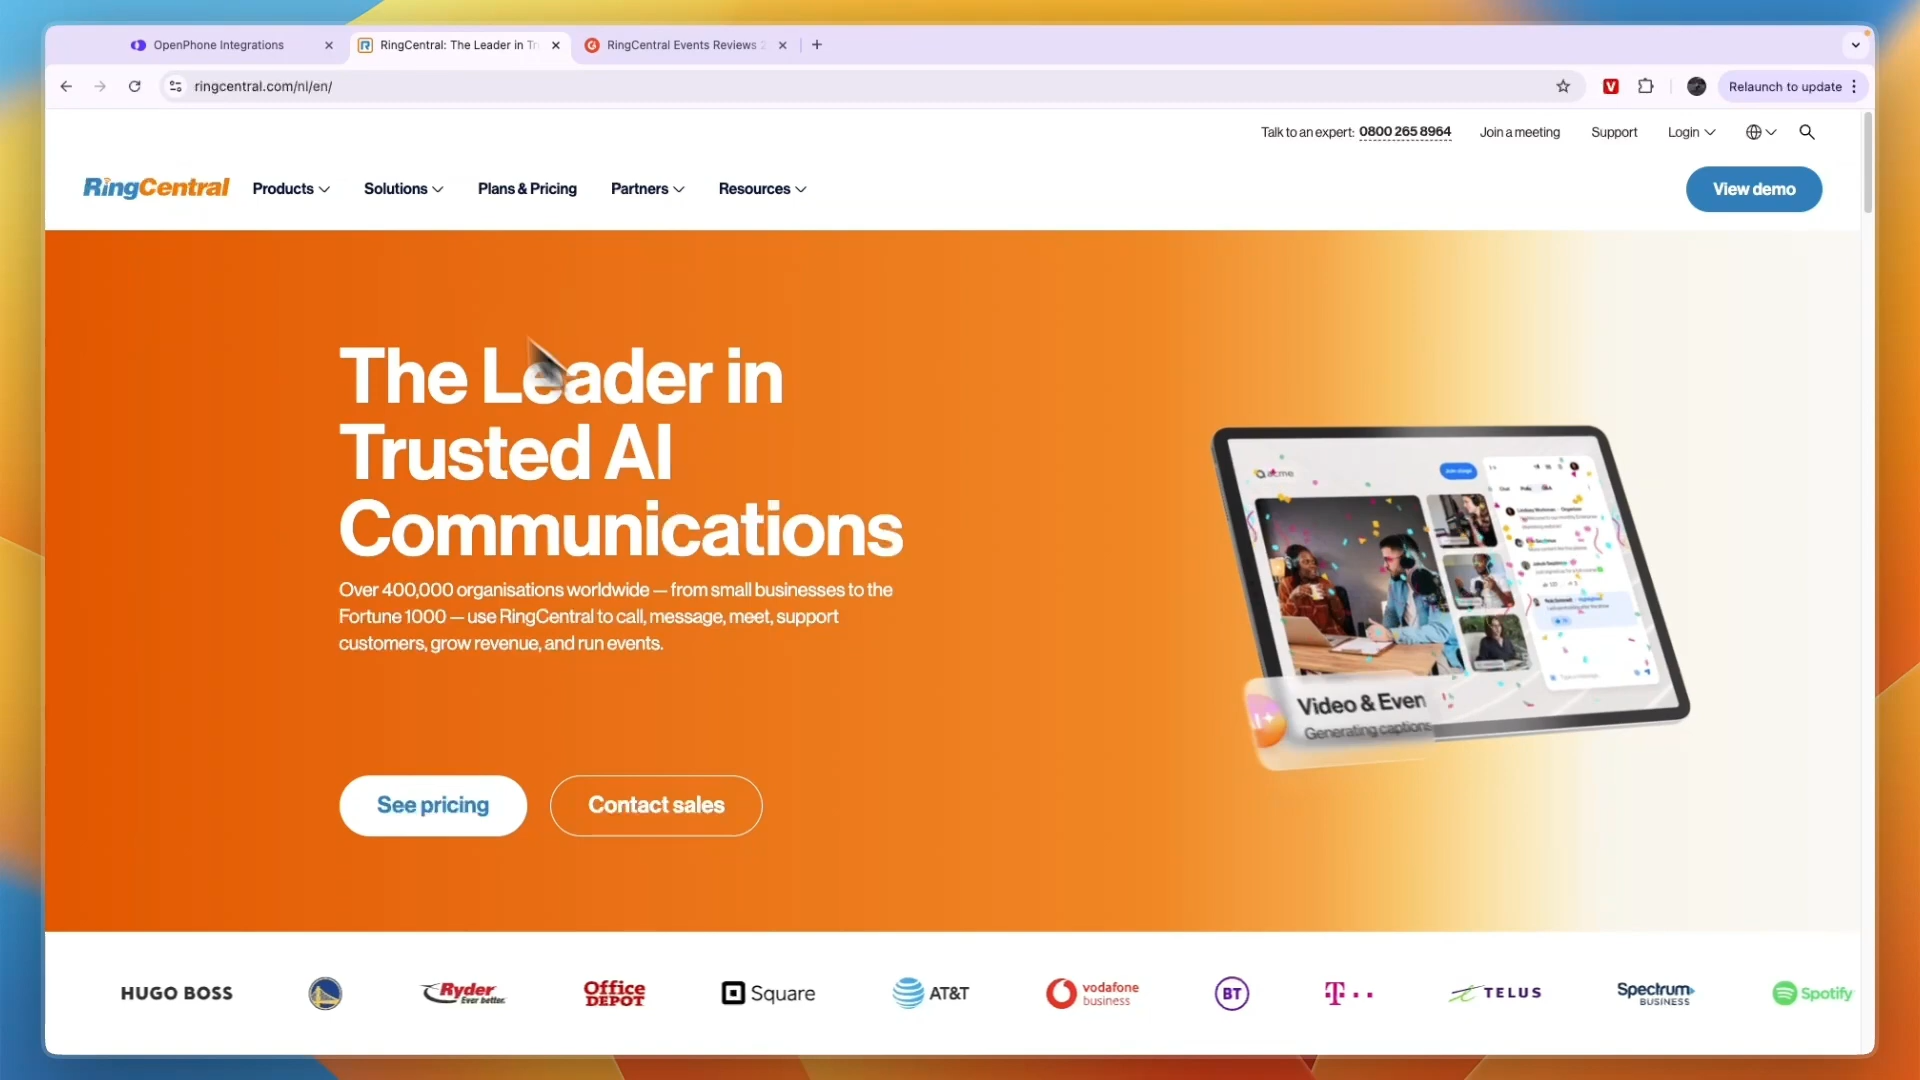 OpenPhone Integrations
RingCentral: The Leader in Tr
RingCentral Events Reviews 2
ringcentral.com/nl/en/
Relaunch to update
Talk to an expert: 0800 265 8964
Join a meeting
Support
Login
RingCentral
Products
Solutions
Plans & Pricing
Partners
Resources
View demo
The Leader in
Trusted AI
Communications
Over 400,000 organisations worldwide — from small businesses to the
Fortune 1000 — use RingCentral to call, message, meet, support
customers, grow revenue, and run events.
See pricing
Contact sales
acme
Video & Even
Generating captions
HUGO BOSS
Ryder
Ever better.
Office
DEPOT
Square
AT&T
vodafone
business
BT
T
TELUS
Spectrum
BUSINESS
Spotify